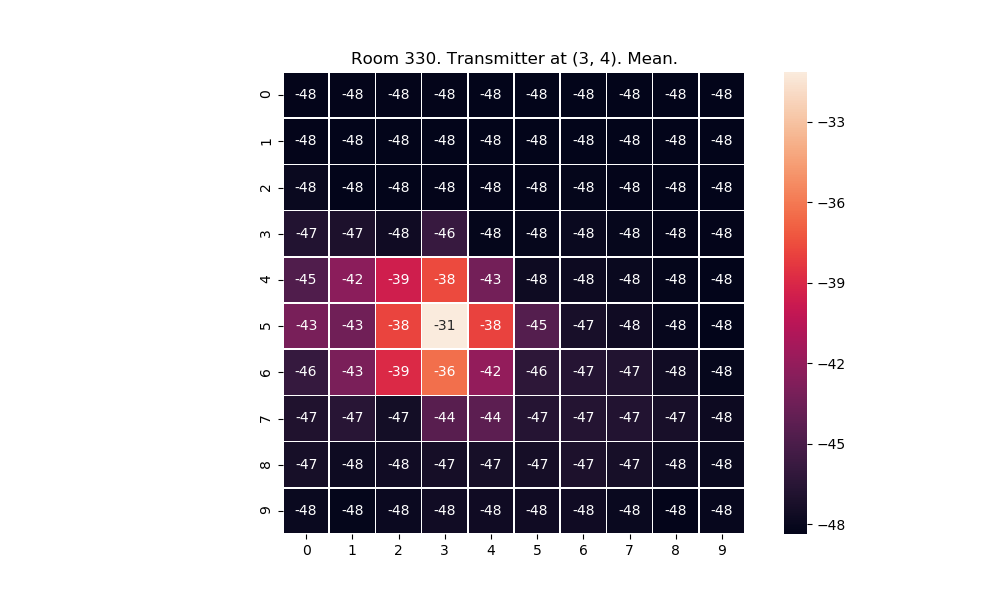 Room 330. Transmitter at (3, 4). Mean.
0 -48 -48 -48 -48 -48 -48 -48 -48 -48 -48
1 -48 -48 -48 -48 -48 -48 -48 -48 -48 -48
2 -48 -48 -48 -48 -48 -48 -48 -48 -48 -48
3 -47 -47 -48 -46 -48 -48 -48 -48 -48 -48
4 -45 -42 -39 -38 -43 -48 -48 -48 -48 -48
5 -43 -43 -38 -31 -38 -45 -47 -48 -48 -48
6 -46 -43 -39 -36 -42 -46 -47 -47 -48 -48
7 -47 -47 -47 -44 -44 -47 -47 -47 -47 -48
8 -47 -48 -48 -47 -47 -47 -47 -47 -48 -48
9 -48 -48 -48 -48 -48 -48 -48 -48 -48 -48
0 1 2 3 4 5 6 7 8 9
−33
−36
−39
−42
−45
−48